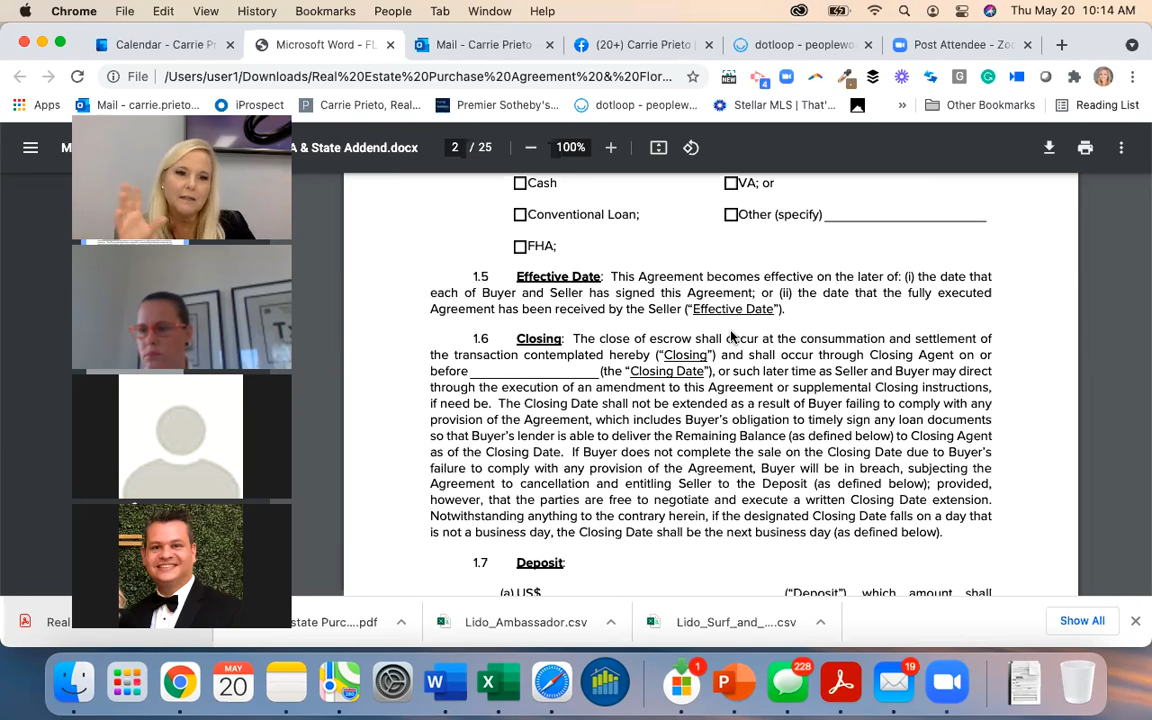 Chrome File Edit View History Bookmarks People Tab Window Help Thu May 20 10:14 AM
Calendar - Carrie Pr
Microsoft Word - FL
Mail - Carrie Prieto
(20+) Carrie Prieto
dotloop - peoplewo
Post Attendee - Zoo
File /Users/user1/Downloads/Real%20Estate%20Purchase%20Agreement%20&%20Flor...
NEW
4
Apps Mail - carrie.prieto... iProspect Carrie Prieto, Real... Premier Sotheby's... dotloop - peoplew... Stellar MLS | That'... » Other Bookmarks Reading List
A & State Addend.docx 2 / 25 100%
Cash VA; or
Conventional Loan; Other (specify)
FHA;
1.5 Effective Date: This Agreement becomes effective on the later of: (i) the date that
each of Buyer and Seller has signed this Agreement; or (ii) the date that the fully executed
Agreement has been received by the Seller (“Effective Date”).
1.6 Closing: The close of escrow shall occur at the consummation and settlement of
the transaction contemplated hereby (“Closing”) and shall occur through Closing Agent on or
before (the “Closing Date”), or such later time as Seller and Buyer may direct
through the execution of an amendment to this Agreement or supplemental Closing instructions,
if need be. The Closing Date shall not be extended as a result of Buyer failing to comply with any
provision of the Agreement, which includes Buyer’s obligation to timely sign any loan documents
so that Buyer’s lender is able to deliver the Remaining Balance (as defined below) to Closing Agent
as of the Closing Date. If Buyer does not complete the sale on the Closing Date due to Buyer’s
failure to comply with any provision of the Agreement, Buyer will be in breach, subjecting the
Agreement to cancellation and entitling Seller to the Deposit (as defined below); provided,
however, that the parties are free to negotiate and execute a written Closing Date extension.
Notwithstanding anything to the contrary herein, if the designated Closing Date falls on a day that
is not a business day, the Closing Date shall be the next business day (as defined below).
1.7 Deposit:
(a) US$ (“Deposit”), which amount shall
Real
state Purc....pdf
Lido_Ambassador.csv
Lido_Surf_and_....csv
Show All
MAY
20
1
228
19